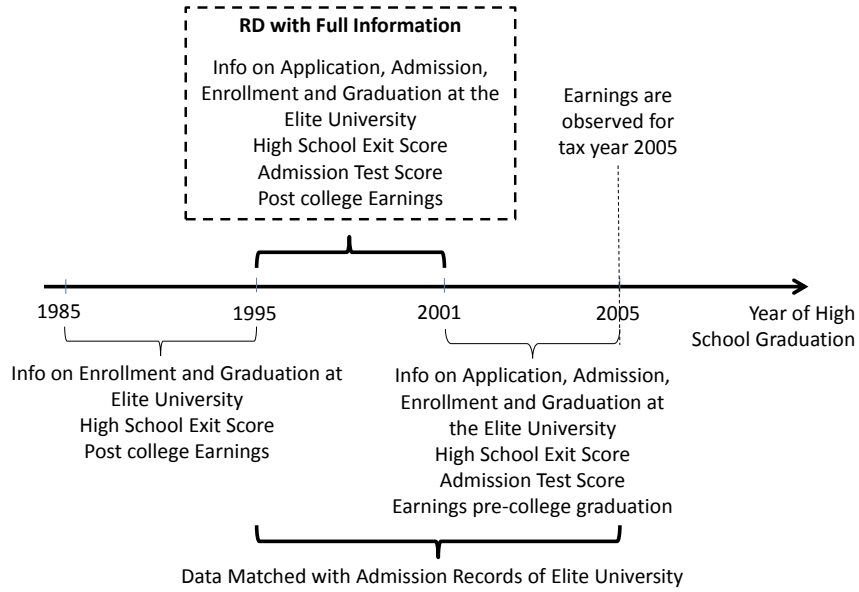 RD with Full Information
Info on Application, Admission,
Enrollment and Graduation at the
Elite University
High School Exit Score
Admission Test Score
Post college Earnings
Earnings are
observed for
tax year 2005
1985
1995
2001
2005
Year of High
School Graduation
Info on Enrollment and Graduation at
Elite University
High School Exit Score
Post college Earnings
Info on Application, Admission,
Enrollment and Graduation at
the Elite University
High School Exit Score
Admission Test Score
Earnings pre-college graduation
Data Matched with Admission Records of Elite University